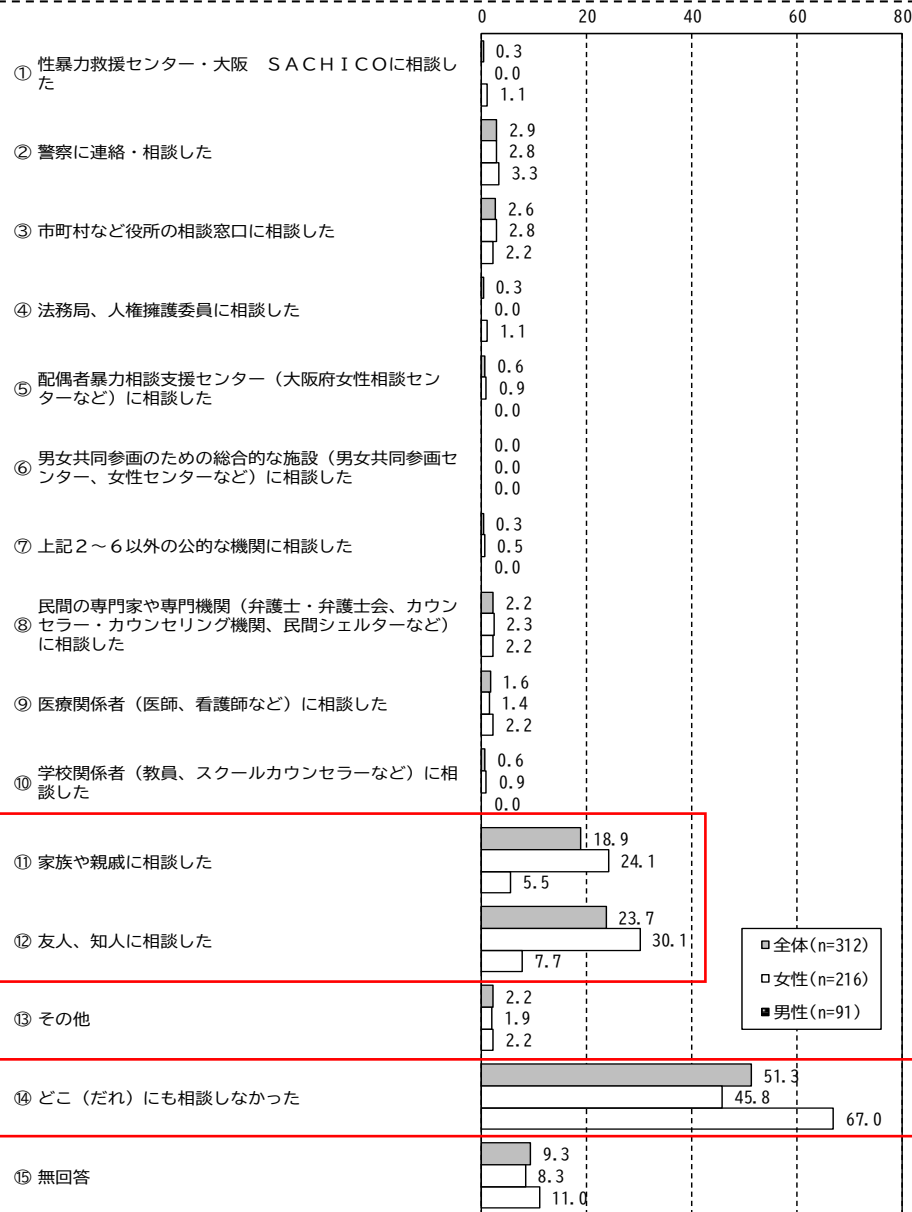 0 20 40 60 80
① 性暴力救援センター・大阪　ＳＡＣＨＩＣＯに相談し
た
0.3
0.0
1.1
② 警察に連絡・相談した
2.9
2.8
3.3
③ 市町村など役所の相談窓口に相談した
2.6
2.8
2.2
④ 法務局、人権擁護委員に相談した
0.3
0.0
1.1
⑤ 配偶者暴力相談支援センター（大阪府女性相談セン
ターなど）に相談した
0.6
0.9
0.0
⑥ 男女共同参画のための総合的な施設（男女共同参画セ
ンター、女性センターなど）に相談した
0.0
0.0
0.0
⑦ 上記２～６以外の公的な機関に相談した
0.3
0.5
0.0
民間の専門家や専門機関（弁護士・弁護士会、カウン
⑧ セラー・カウンセリング機関、民間シェルターなど）
に相談した
2.2
2.3
2.2
⑨ 医療関係者（医師、看護師など）に相談した
1.6
1.4
2.2
⑩ 学校関係者（教員、スクールカウンセラーなど）に相
談した
0.6
0.9
0.0
⑪ 家族や親戚に相談した
18.9
24.1
5.5
⑫ 友人、知人に相談した
23.7
30.1
7.7
全体(n=312)
女性(n=216)
男性(n=91)
⑬ その他
2.2
1.9
2.2
⑭ どこ（だれ）にも相談しなかった
51.3
45.8
67.0
⑮ 無回答
9.3
8.3
11.0